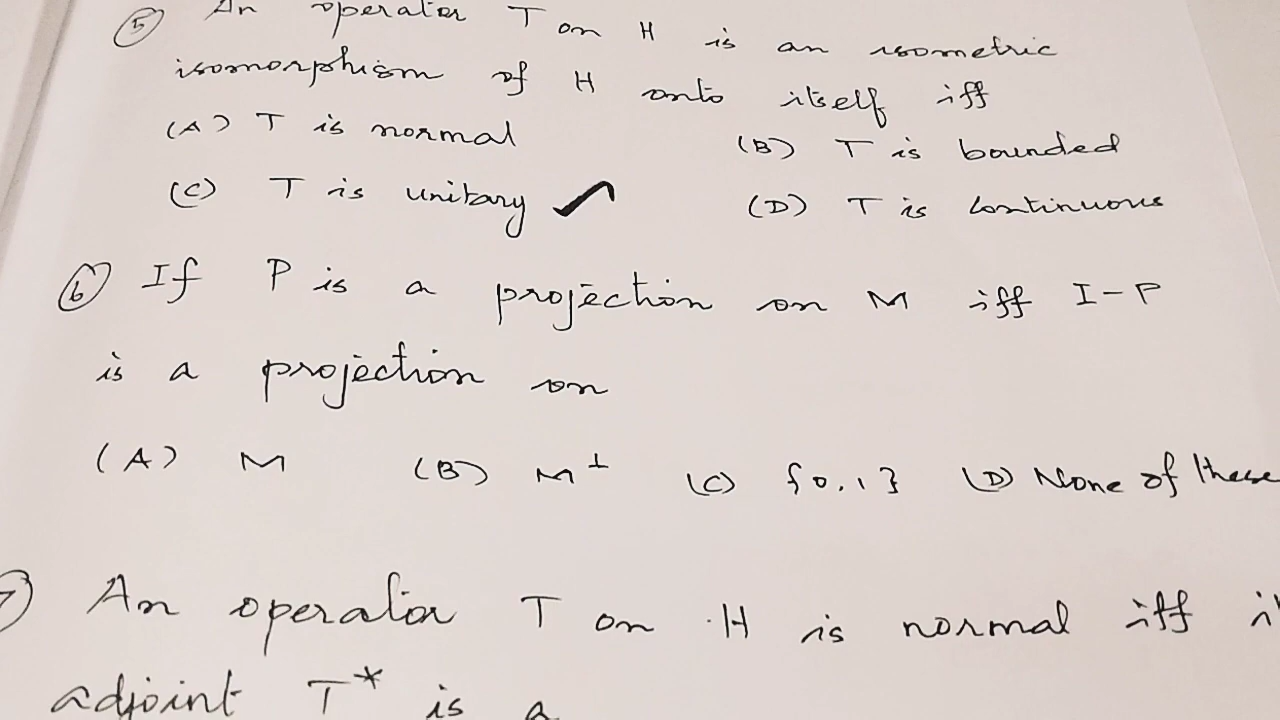 (5) An operator T on H is an isometric
isomorphism of H onto itself iff
(A) T is normal
(B) T is bounded
(C) T is unitary ✓
(D) T is continuous
(6) If P is a projection on M iff I-P
is a projection on
(A) M (B) M⊥ (C) {0,1} (D) None of these
An operator T on H is normal iff
adjoint T* is a